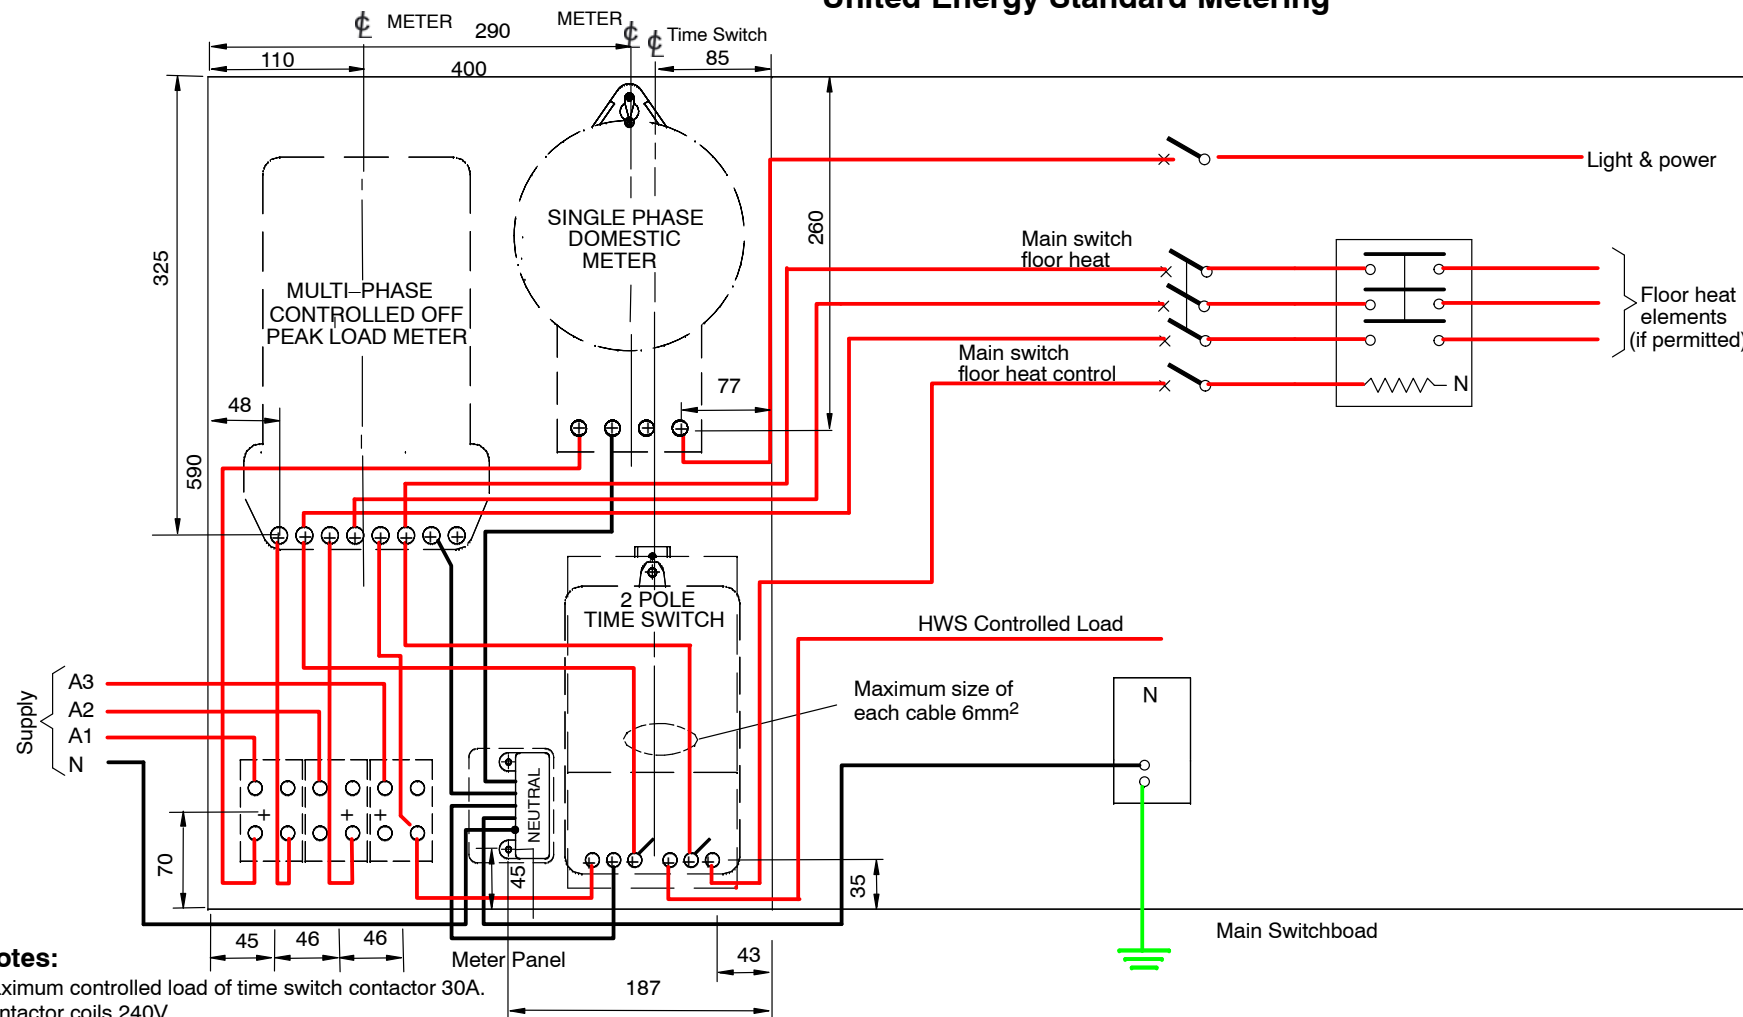 United Energy Standard Metering
METER
METER
Time Switch
290
110
400
85
325
260
Light & power
SINGLE PHASE
DOMESTIC
METER
MULTI–PHASE
CONTROLLED OFF
PEAK LOAD METER
Main switch
floor heat
Floor heat
elements
(if permitted)
Main switch
floor heat control
N
77
48
590
2 POLE
TIME SWITCH
HWS Controlled Load
Maximum size of
each cable 6mm2
Supply
A3
A2
A1
N
N
NEUTRAL
70
45
35
Main Switchboad
45
46
46
Meter Panel
43
187
otes:
ximum controlled load of time switch contactor 30A.
ntactor coils 240V